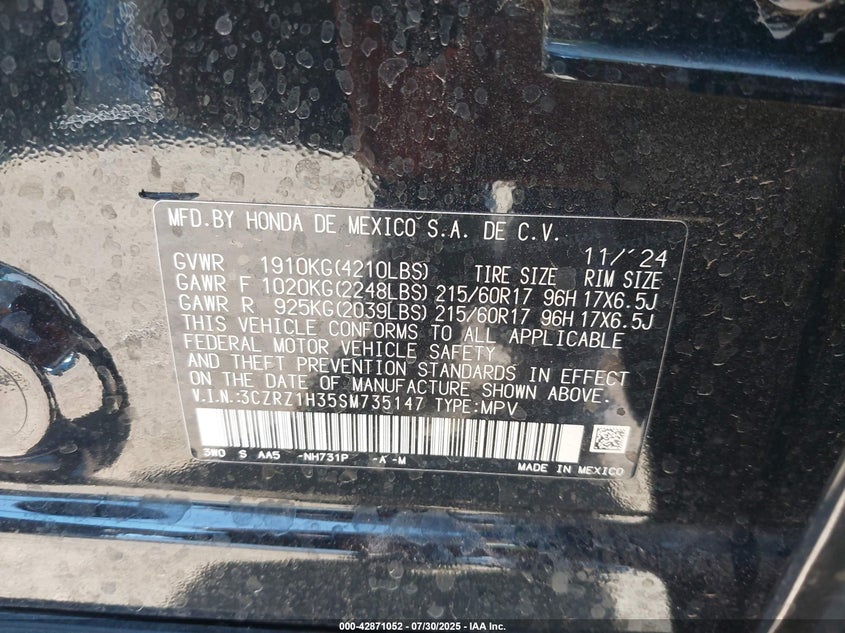 MFD.BY HONDA DE MEXICO S.A. DE C.V.
11/´24
GVWR 1910KG(4210LBS) TIRE SIZE RIM SIZE
GAWR F 1020KG(2248LBS) 215/60R17 96H 17X6.5J
GAWR R 925KG(2039LBS) 215/60R17 96H 17X6.5J
THIS VEHICLE CONFORMS TO ALL APPLICABLE
FEDERAL MOTOR VEHICLE SAFETY
AND THEFT PREVENTION STANDARDS IN EFFECT
ON THE DATE OF MANUFACTURE SHOWN ABOVE.
V.I.N.:3CZRZ1H35SM735147 TYPE:MPV
3W0 S AA5 -NH731P -A -M
MADE IN MEXICO
000-42871052 - 07/30/2025 - IAA Inc.